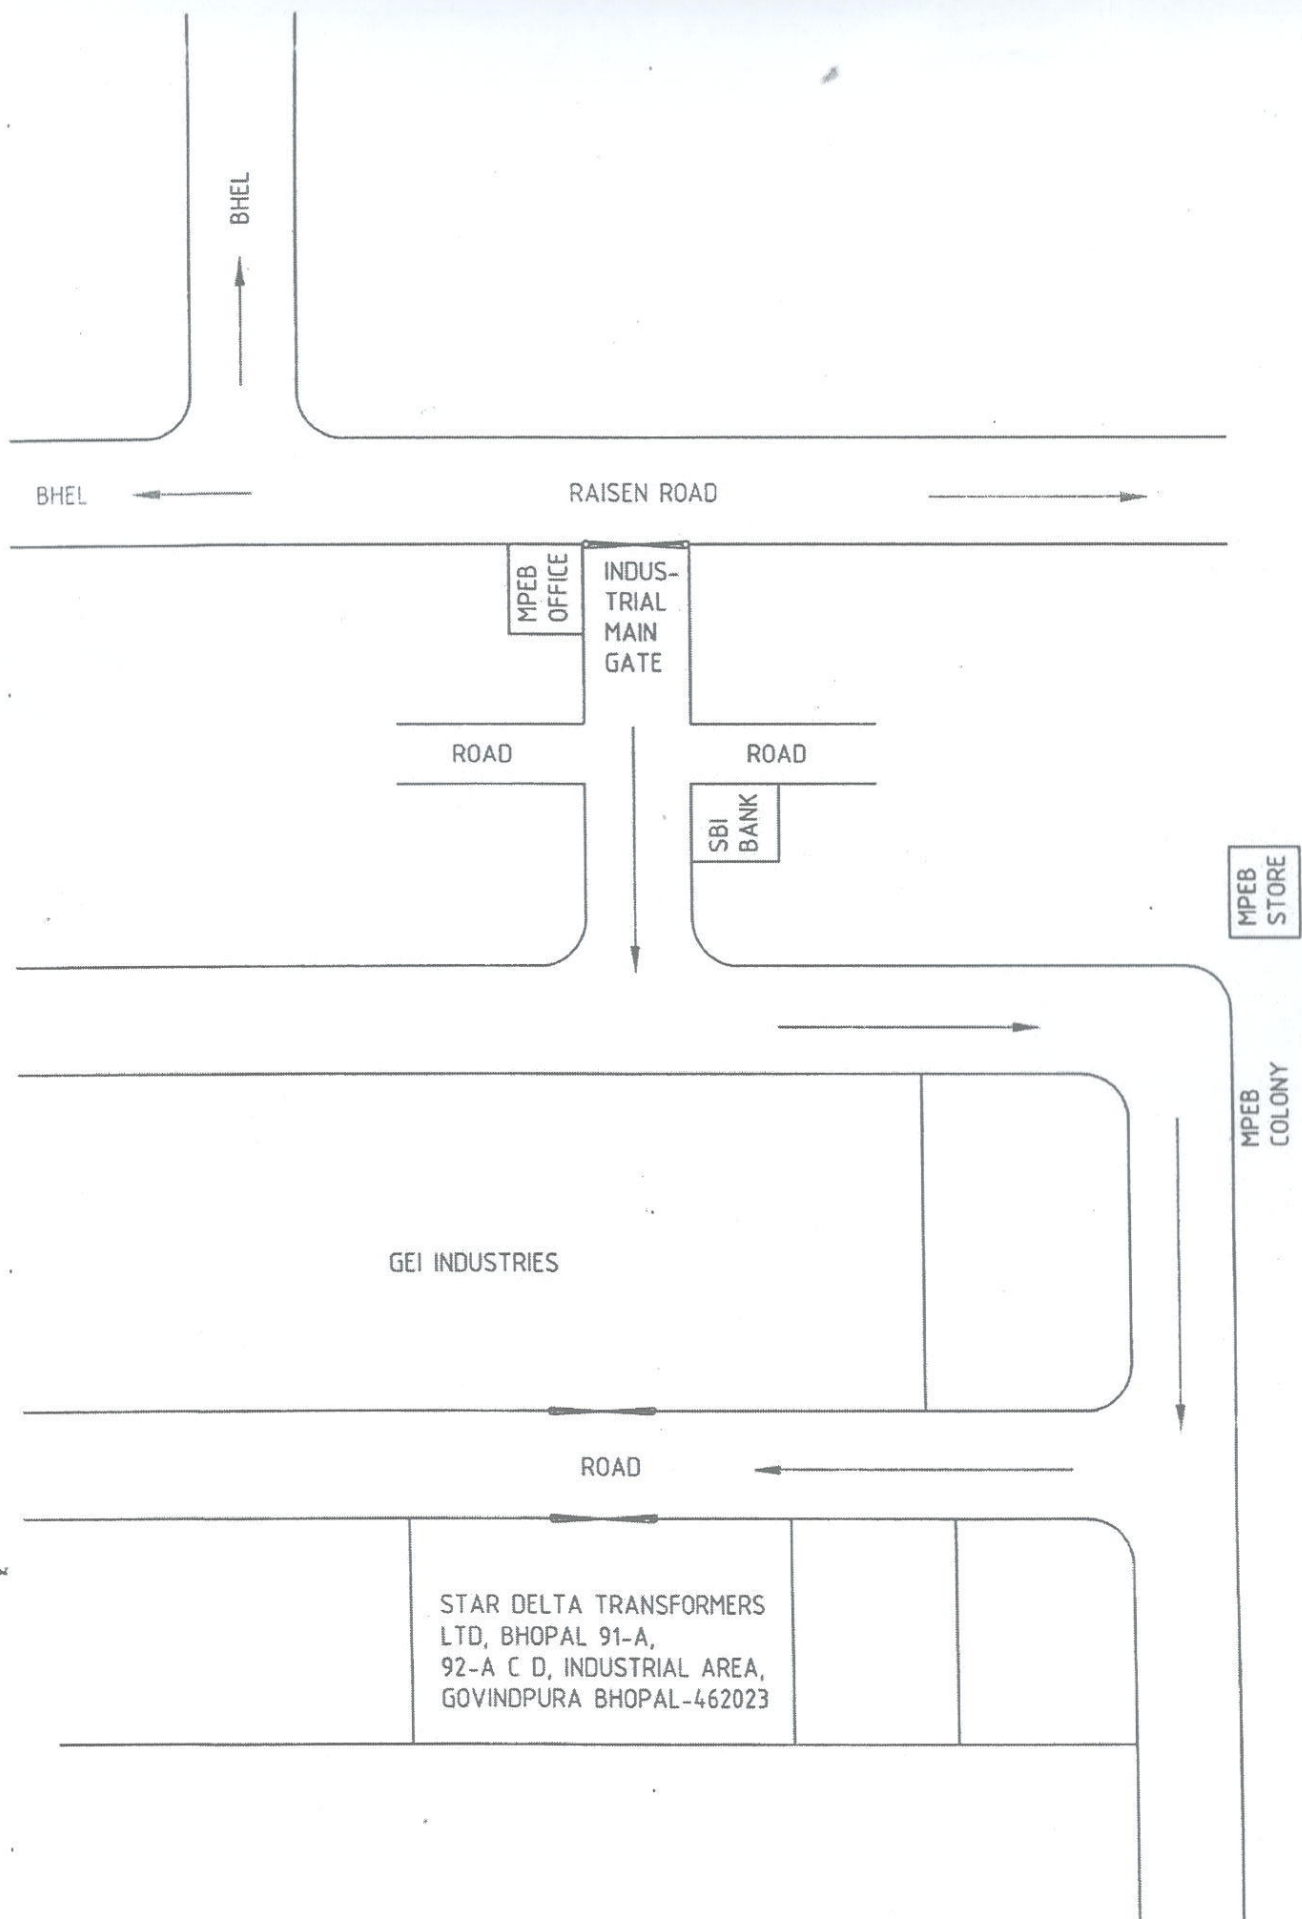 BHEL
BHEL
RAISEN ROAD
MPEB
OFFICE
INDUS-
TRIAL
MAIN
GATE
ROAD
ROAD
SBI
BANK
MPEB
STORE
MPEB
COLONY
GEI INDUSTRIES
ROAD
STAR DELTA TRANSFORMERS
LTD, BHOPAL 91-A,
92-A C D, INDUSTRIAL AREA,
GOVINDPURA BHOPAL-462023